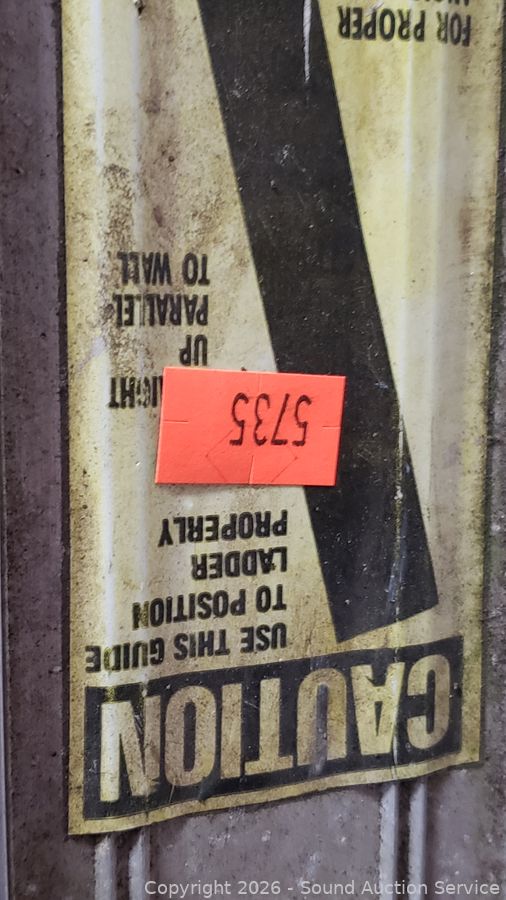 CAUTION
USE THIS GUIDE
TO POSITION
LADDER
PROPERLY
5735
UP
PARALLEL
TO WALL
FOR PROPER
Copyright 2026 - Sound Auction Service